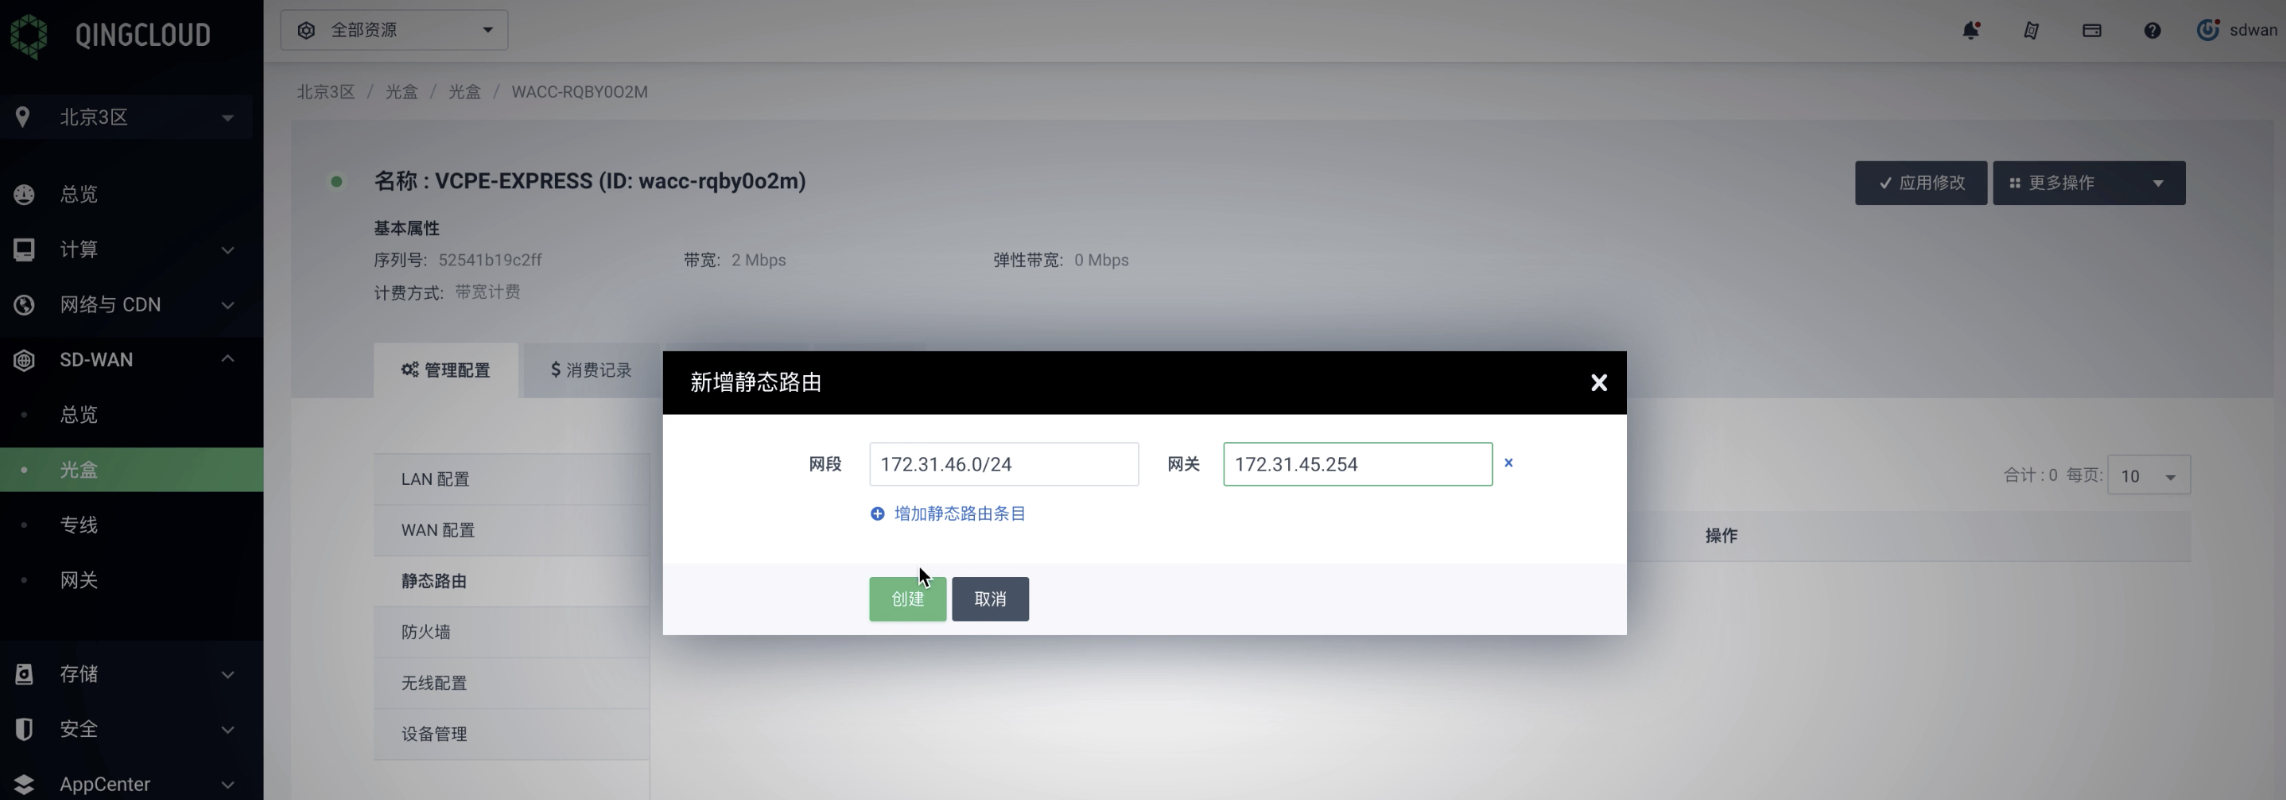 QINGCLOUD
全部资源
sdwan
北京3区
北京3区 / 光盒 / 光盒 / WACC-RQBY0O2M
总览
计算
网络与 CDN
SD-WAN
总览
光盒
专线
网关
存储
安全
AppCenter
名称 : VCPE-EXPRESS (ID: wacc-rqby0o2m)
应用修改
更多操作
基本属性
序列号: 52541b19c2ff
带宽: 2 Mbps
弹性带宽: 0 Mbps
计费方式: 带宽计费
管理配置
$ 消费记录
LAN 配置
WAN 配置
静态路由
防火墙
无线配置
设备管理
合计 : 0 每页: 10
操作
新增静态路由
网段 172.31.46.0/24 网关 172.31.45.254
增加静态路由条目
创建 取消